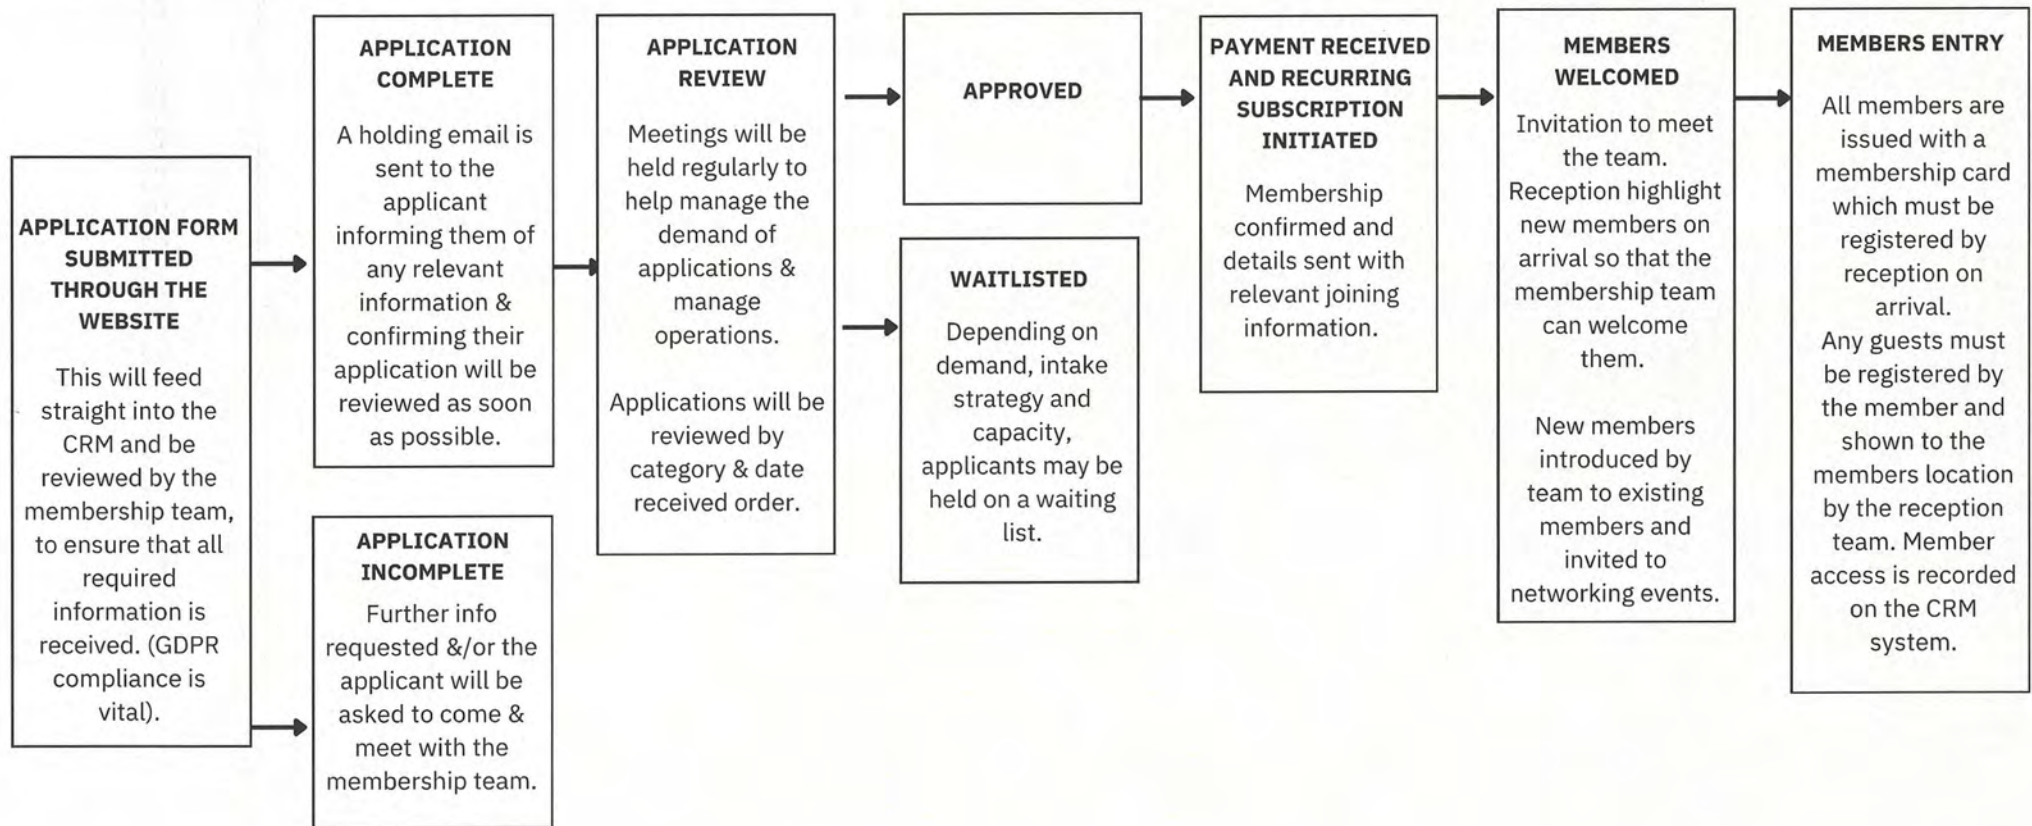 APPLICATION FORM
SUBMITTED
THROUGH THE
WEBSITE
This will feed
straight into the
CRM and be
reviewed by the
membership team,
to ensure that all
required
information is
received. (GDPR
compliance is
vital).
APPLICATION
COMPLETE
A holding email is
sent to the
applicant
informing them of
any relevant
information &
confirming their
application will be
reviewed as soon
as possible.
APPLICATION
INCOMPLETE
Further info
requested &/or the
applicant will be
asked to come &
meet with the
membership team.
APPLICATION
REVIEW
Meetings will be
held regularly to
help manage the
demand of
applications &
manage
operations.
Applications will be
reviewed by
category & date
received order.
APPROVED
WAITLISTED
Depending on
demand, intake
strategy and
capacity,
applicants may be
held on a waiting
list.
PAYMENT RECEIVED
AND RECURRING
SUBSCRIPTION
INITIATED
Membership
confirmed and
details sent with
relevant joining
information.
MEMBERS
WELCOMED
Invitation to meet
the team.
Reception highlight
new members on
arrival so that the
membership team
can welcome
them.
New members
introduced by
team to existing
members and
invited to
networking events.
MEMBERS ENTRY
All members are
issued with a
membership card
which must be
registered by
reception on
arrival.
Any guests must
be registered by
the member and
shown to the
members location
by the reception
team. Member
access is recorded
on the CRM
system.